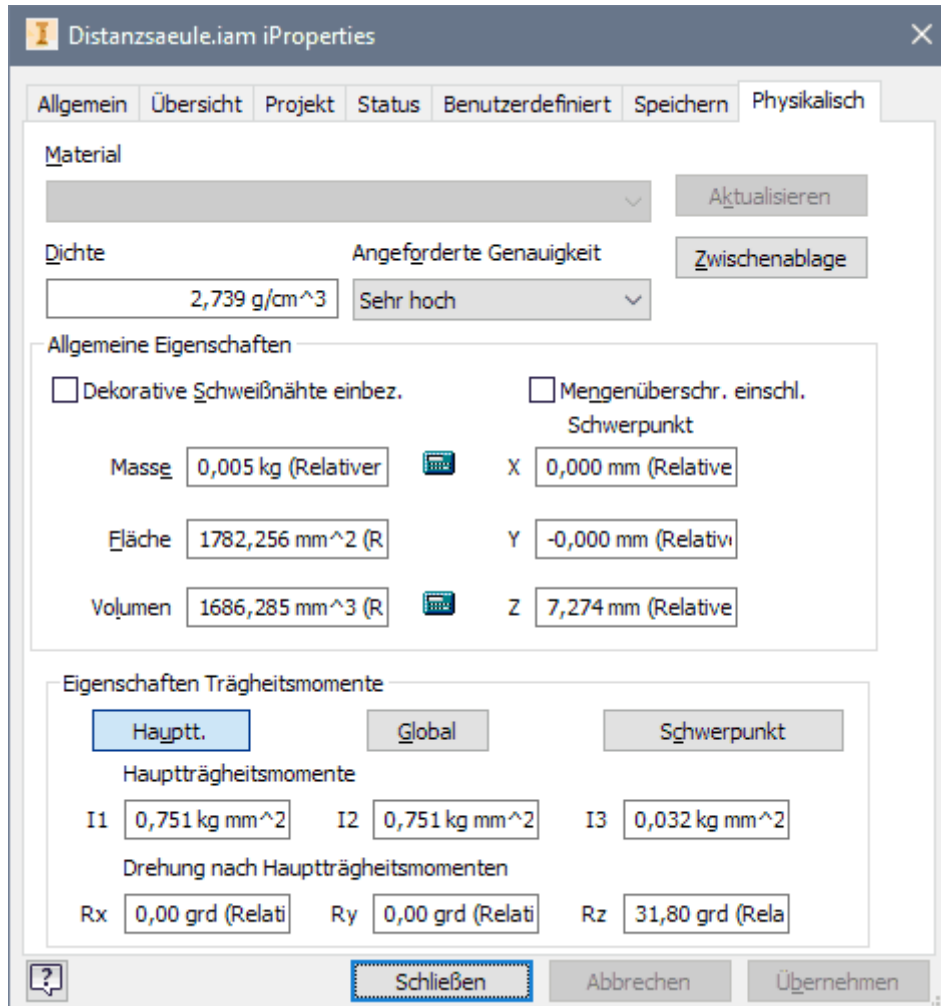 Distanzsaeule.iam iProperties
Allgemein Übersicht Projekt Status Benutzerdefiniert Speichern Physikalisch
Material
Aktualisieren
Dichte Angeforderte Genauigkeit Zwischenablage
2,739 g/cm^3 Sehr hoch
Allgemeine Eigenschaften
Dekorative Schweißnähte einbez. Mengenüberschr. einschl.
Schwerpunkt
Masse 0,005 kg (Relativer X 0,000 mm (Relative
Fläche 1782,256 mm^2 (R Y -0,000 mm (Relativ
Volumen 1686,285 mm^3 (R Z 7,274 mm (Relative
Eigenschaften Trägheitsmomente
Hauptt. Global Schwerpunkt
Hauptträgheitsmomente
I1 0,751 kg mm^2 I2 0,751 kg mm^2 I3 0,032 kg mm^2
Drehung nach Hauptträgheitsmomenten
Rx 0,00 grd (Relati Ry 0,00 grd (Relati Rz 31,80 grd (Rela
? Schließen Abbrechen Übernehmen